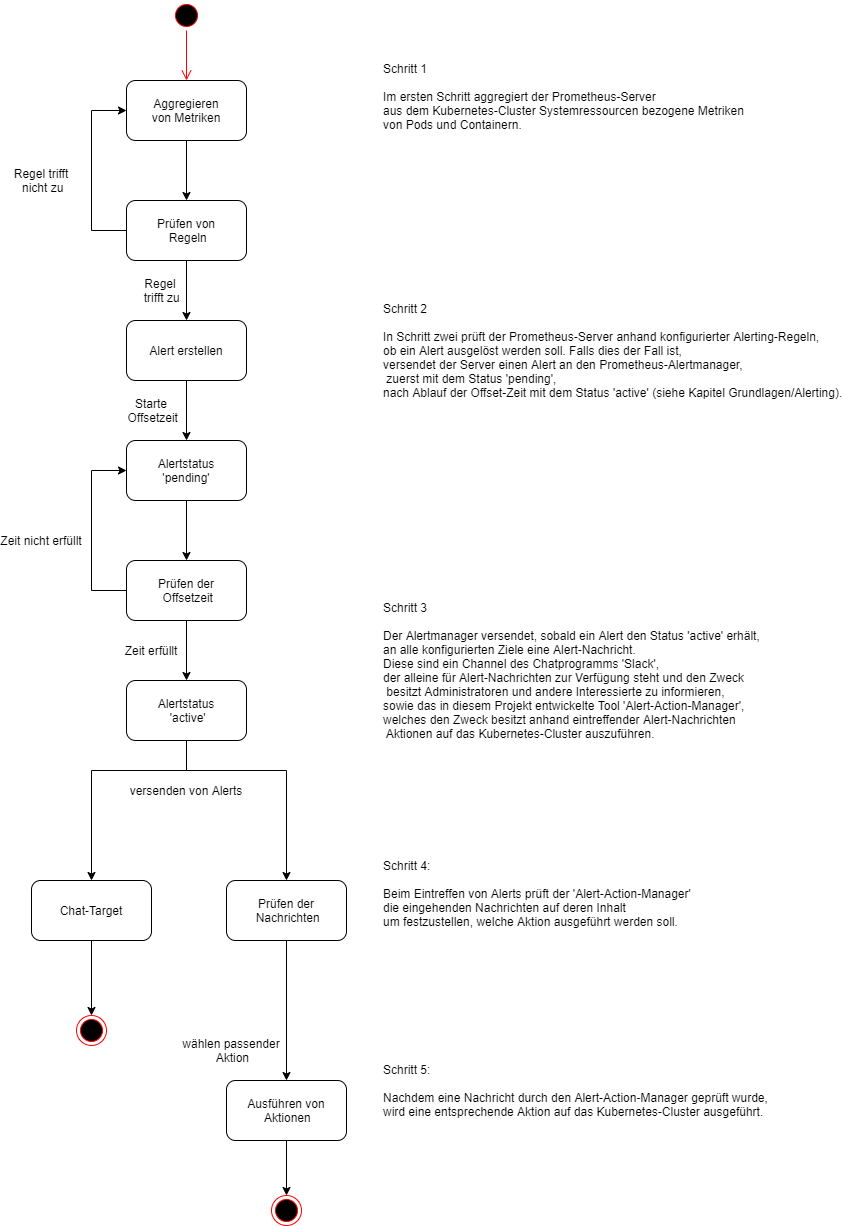 Schritt 1
Im ersten Schritt aggregiert der Prometheus-Server
aus dem Kubernetes-Cluster Systemressourcen bezogene Metriken
von Pods und Containern.
Aggregieren
von Metriken
Regel trifft
nicht zu
Prüfen von
Regeln
Regel
trifft zu
Schritt 2
In Schritt zwei prüft der Prometheus-Server anhand konfigurierter Alerting-Regeln,
ob ein Alert ausgelöst werden soll. Falls dies der Fall ist,
versendet der Server einen Alert an den Prometheus-Alertmanager,
zuerst mit dem Status 'pending',
nach Ablauf der Offset-Zeit mit dem Status 'active' (siehe Kapitel Grundlagen/Alerting).
Alert erstellen
Starte
Offsetzeit
Alertstatus
'pending'
Zeit nicht erfüllt
Prüfen der
Offsetzeit
Zeit erfüllt
Schritt 3
Der Alertmanager versendet, sobald ein Alert den Status 'active' erhält,
an alle konfigurierten Ziele eine Alert-Nachricht.
Diese sind ein Channel des Chatprogramms 'Slack',
der alleine für Alert-Nachrichten zur Verfügung steht und den Zweck
besitzt Administratoren und andere Interessierte zu informieren,
sowie das in diesem Projekt entwickelte Tool 'Alert-Action-Manager',
welches den Zweck besitzt anhand eintreffender Alert-Nachrichten
Aktionen auf das Kubernetes-Cluster auszuführen.
Alertstatus
'active'
versenden von Alerts
Schritt 4:
Beim Eintreffen von Alerts prüft der 'Alert-Action-Manager'
die eingehenden Nachrichten auf deren Inhalt
um festzustellen, welche Aktion ausgeführt werden soll.
Chat-Target
Prüfen der
Nachrichten
wählen passender
Aktion
Schritt 5:
Nachdem eine Nachricht durch den Alert-Action-Manager geprüft wurde,
wird eine entsprechende Aktion auf das Kubernetes-Cluster ausgeführt.
Ausführen von
Aktionen